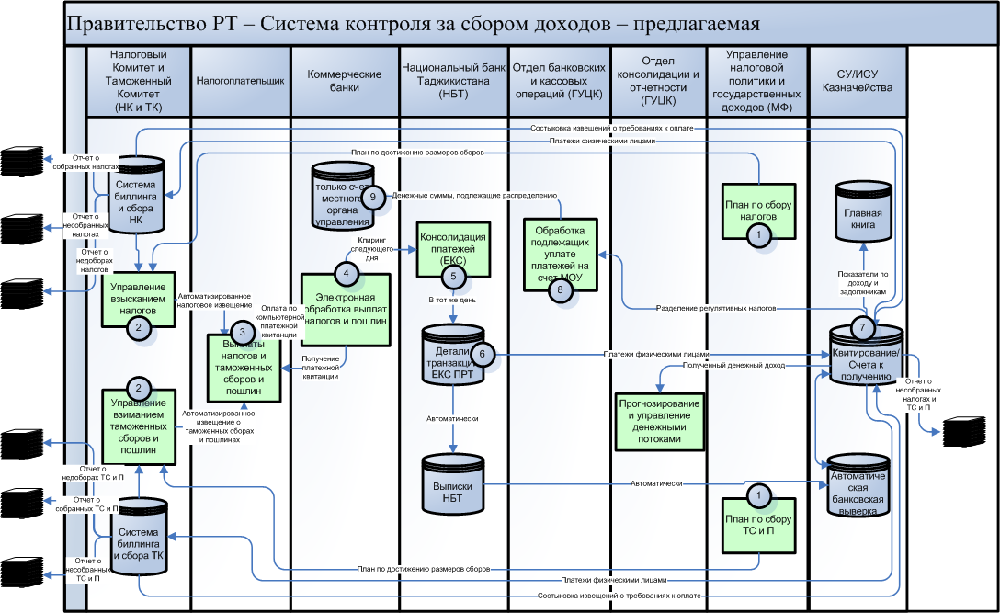 Правительство РТ – Система контроля за сбором доходов – предлагаемая
Налоговый
Комитет и
Таможенный
Комитет
(НК и ТК)
Налогоплательщик
Коммерческие
банки
Национальный банк
Таджикистана
(НБТ)
Отдел банковских
и кассовых
операций (ГУЦК)
Отдел
консолидации и
отчетности
(ГУЦК)
Управление
налоговой
политики и
государственных
доходов (МФ)
СУ/ИСУ
Казначейства
Состыковка извещений о требованиях к оплате
Платежи физическими лицами
План по достижению размеров сборов
Отчет о
собранных налогах
Система
биллинга
и сбора
НК
только счет
местного
органа
управления
9
Денежные суммы, подлежащие распределению
План по сбору
налогов
1
Главная
книга
Отчет о
несобранных
налогах
Отчет о
недоборах
налогов
Клиринг
следующего
дня
Консолидация
платежей
(ЕКС)
5
Обработка
подлежащих
уплате
платежей на
счет МОУ
8
4
Электронная
обработка выплат
налогов и пошлин
Управление
взысканием
налогов
2
Автоматизированное
налоговое извещение
Оплата по
компьютерной
платежной
квитанции
В тот же день
Показатели по
доходу и
задолжникам
Разделение регулятивных налогов
3
Выплаты
налогов и
таможенных
сборов и
пошлин
Получение
платежной
квитанции
Детали
транзакций
ЕКС ПРТ
6
Платежи физическими лицами
Полученный денежный доход
7
Квитирование/
Счета к
получению
Отчет о
несобранных
налогах и
ТС и П
2
Управление
взиманием
таможенных
сборов и
пошлин
Автоматизированное
извещение о
таможенных сборах
и пошлинах
Автоматически
Прогнозирование
и управление
денежными
потоками
Отчет о
недоборах ТС и П
Выписки
НБТ
Автоматически
Автоматиче
ская
банковская
выверка
Отчет о
собранных ТС и П
Система
биллинга
и сбора ТК
1
План по сбору
ТС и П
Отчет о
несобранных
ТС и П
План по достижению размеров сборов
Платежи физическими лицами
Состыковка извещений о требованиях к оплате